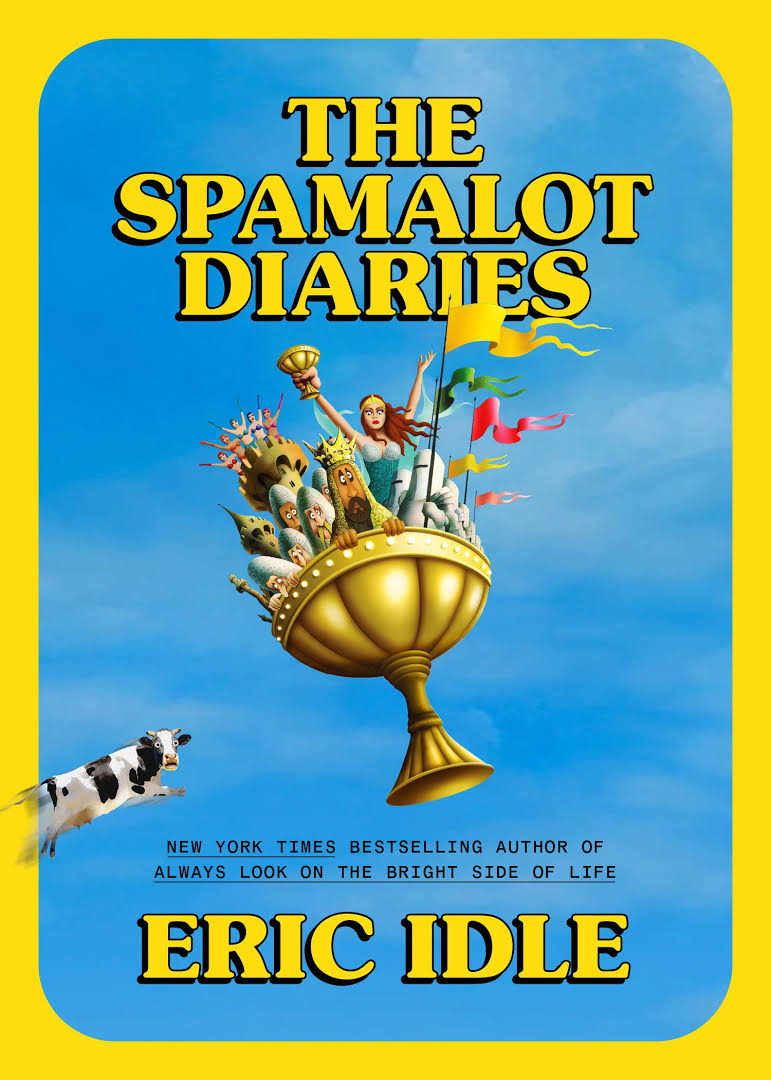 THE
SPAMALOT
DIARIES
NEW YORK TIMES BESTSELLING AUTHOR OF
ALWAYS LOOK ON THE BRIGHT SIDE OF LIFE
ERIC IDLE